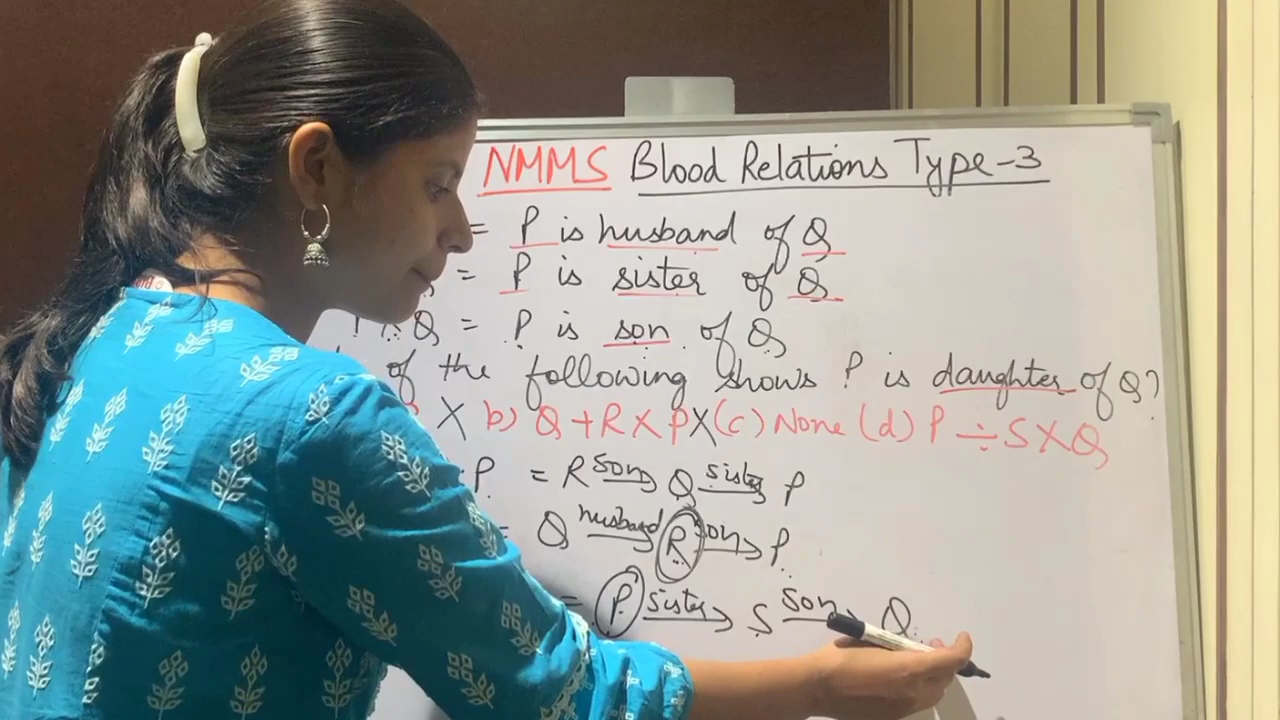 NMMS Blood Relations Type-3
= P is husband of Q
= P is sister of Q
Q = P is son of Q
of the following shows P is daughter of Q?
X b) Q + R X P X (c) None (d) P ÷ S X Q
P = R son → Q sister → P
= Q husband → R son → P
= P sister → S son → Q